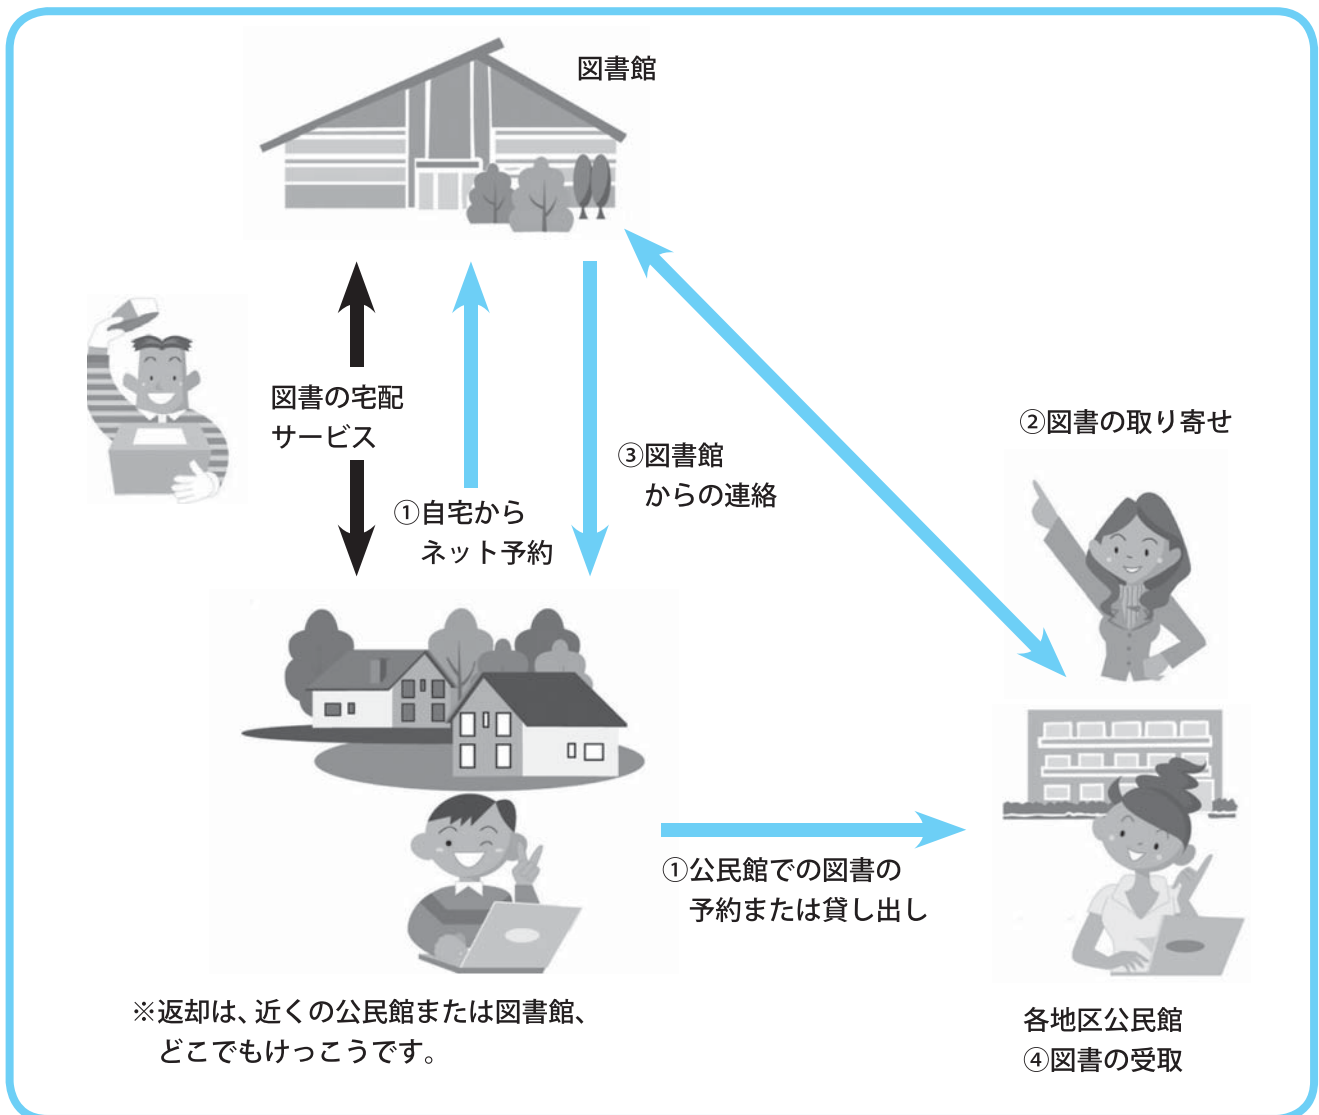 図書館
図書の宅配
サービス
①自宅から
ネット予約
③図書館
からの連絡
②図書の取り寄せ
①公民館での図書の
予約または貸し出し
※返却は、近くの公民館または図書館、
どこでもけっこうです。
各地区公民館
④図書の受取